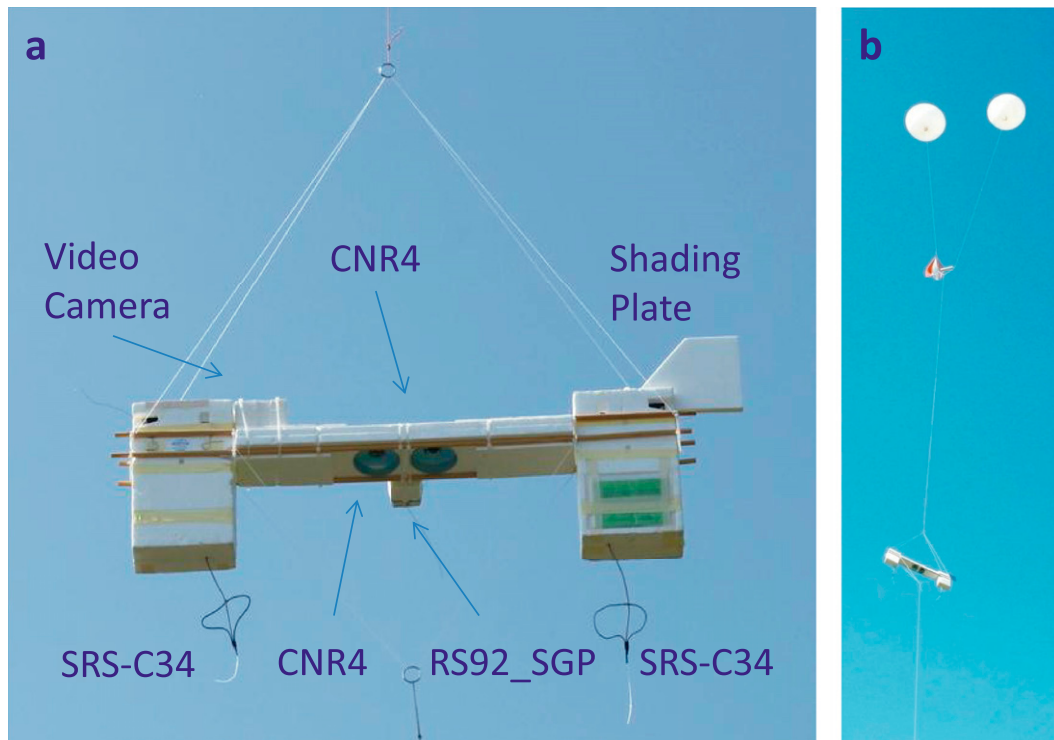 a
b
Video
Camera
CNR4
Shading
Plate
SRS-C34
CNR4
RS92_SGP
SRS-C34